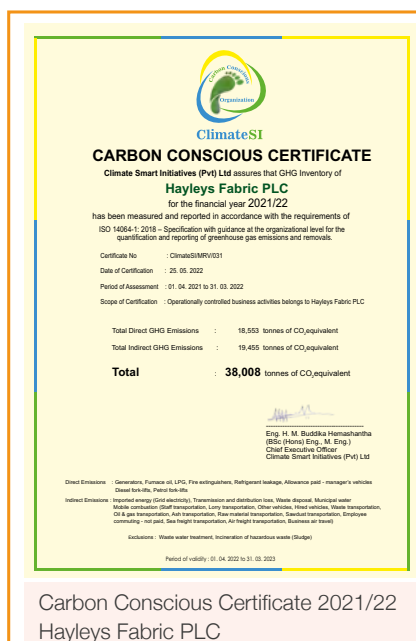 Carbon Conscious
Organization
ClimateSI
CARBON CONSCIOUS CERTIFICATE
Climate Smart Initiatives (Pvt) Ltd assures that GHG Inventory of
Hayleys Fabric PLC
for the financial year 2021/22
has been measured and reported in accordance with the requirements of
ISO 14064-1: 2018 – Specification with guidance at the organizational level for the
quantification and reporting of greenhouse gas emissions and removals.
Certificate No : ClimateSI/MRV/031
Date of Certification : 25. 05. 2022
Period of Assessment : 01. 04. 2021 to 31. 03. 2022
Scope of Certification : Operationally controlled business activities belongs to Hayleys Fabric PLC
Total Direct GHG Emissions : 18,553 tonnes of CO₂equivalent
Total Indirect GHG Emissions : 19,455 tonnes of CO₂equivalent
Total : 38,008 tonnes of CO₂equivalent
Eng. H. M. Buddika Hemashantha
(BSc (Hons) Eng., M. Eng.)
Chief Executive Officer
Climate Smart Initiatives (Pvt) Ltd
Direct Emissions : Generators, Furnace oil, LPG, Fire extinguishers, Refrigerant leakage, Allowance paid - manager's vehicles
Diesel fork-lifts, Petrol fork-lifts
Indirect Emissions : Imported energy (Grid electricity), Transmission and distribution loss, Waste disposal, Municipal water
Mobile combustion (Staff transportation, Lorry transportation, Other vehicles, Hired vehicles, Waste transportation,
Oil & gas transportation, Ash transportation, Raw material transportation, Sawdust transportation, Employee
commuting - not paid, Sea freight transportation, Air freight transportation, Business air travel)
Exclusions : Waste water treatment, Incineration of hazardous waste (Sludge)
Period of validity : 01. 04. 2022 to 31. 03. 2023
Carbon Conscious Certificate 2021/22
Hayleys Fabric PLC